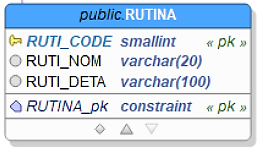 public.RUTINA
RUTI_CODE smallint « pk »
RUTI_NOM varchar(20)
RUTI_DETA varchar(100)
RUTINA_pk constraint « pk »